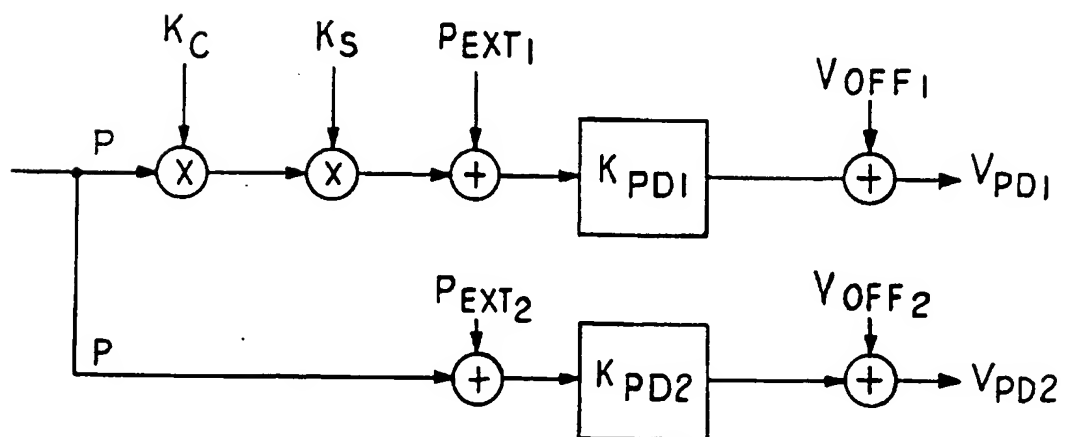 K_C K_S P_EXT1 V_OFF1
P X X + K_PD1 + V_PD1
P_EXT2 V_OFF2
P + K_PD2 + V_PD2